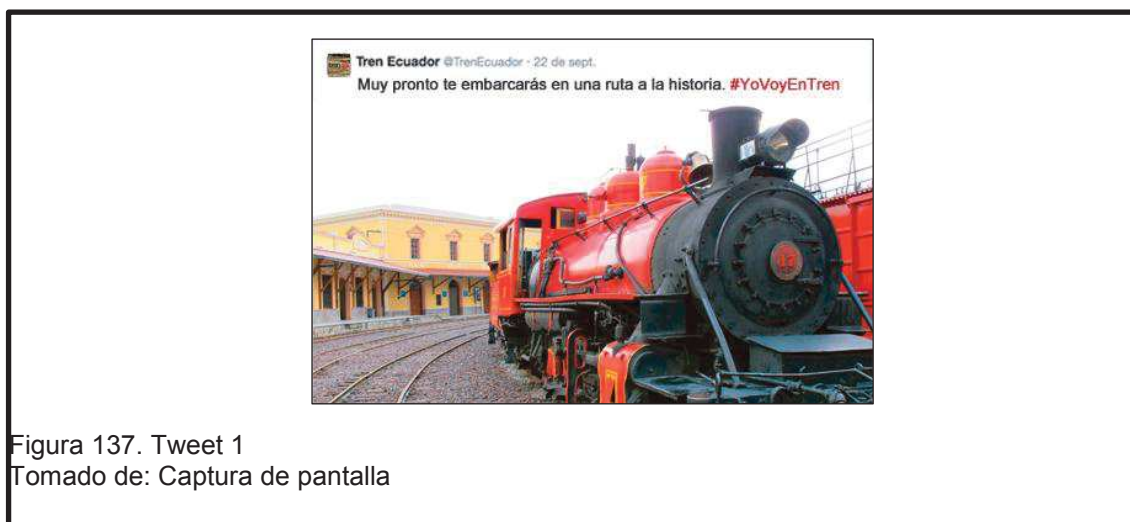 Tren Ecuador @TrenEcuador · 22 de sept.
Muy pronto te embarcarás en una ruta a la historia. #YoVoyEnTren
Figura 137. Tweet 1
Tomado de: Captura de pantalla